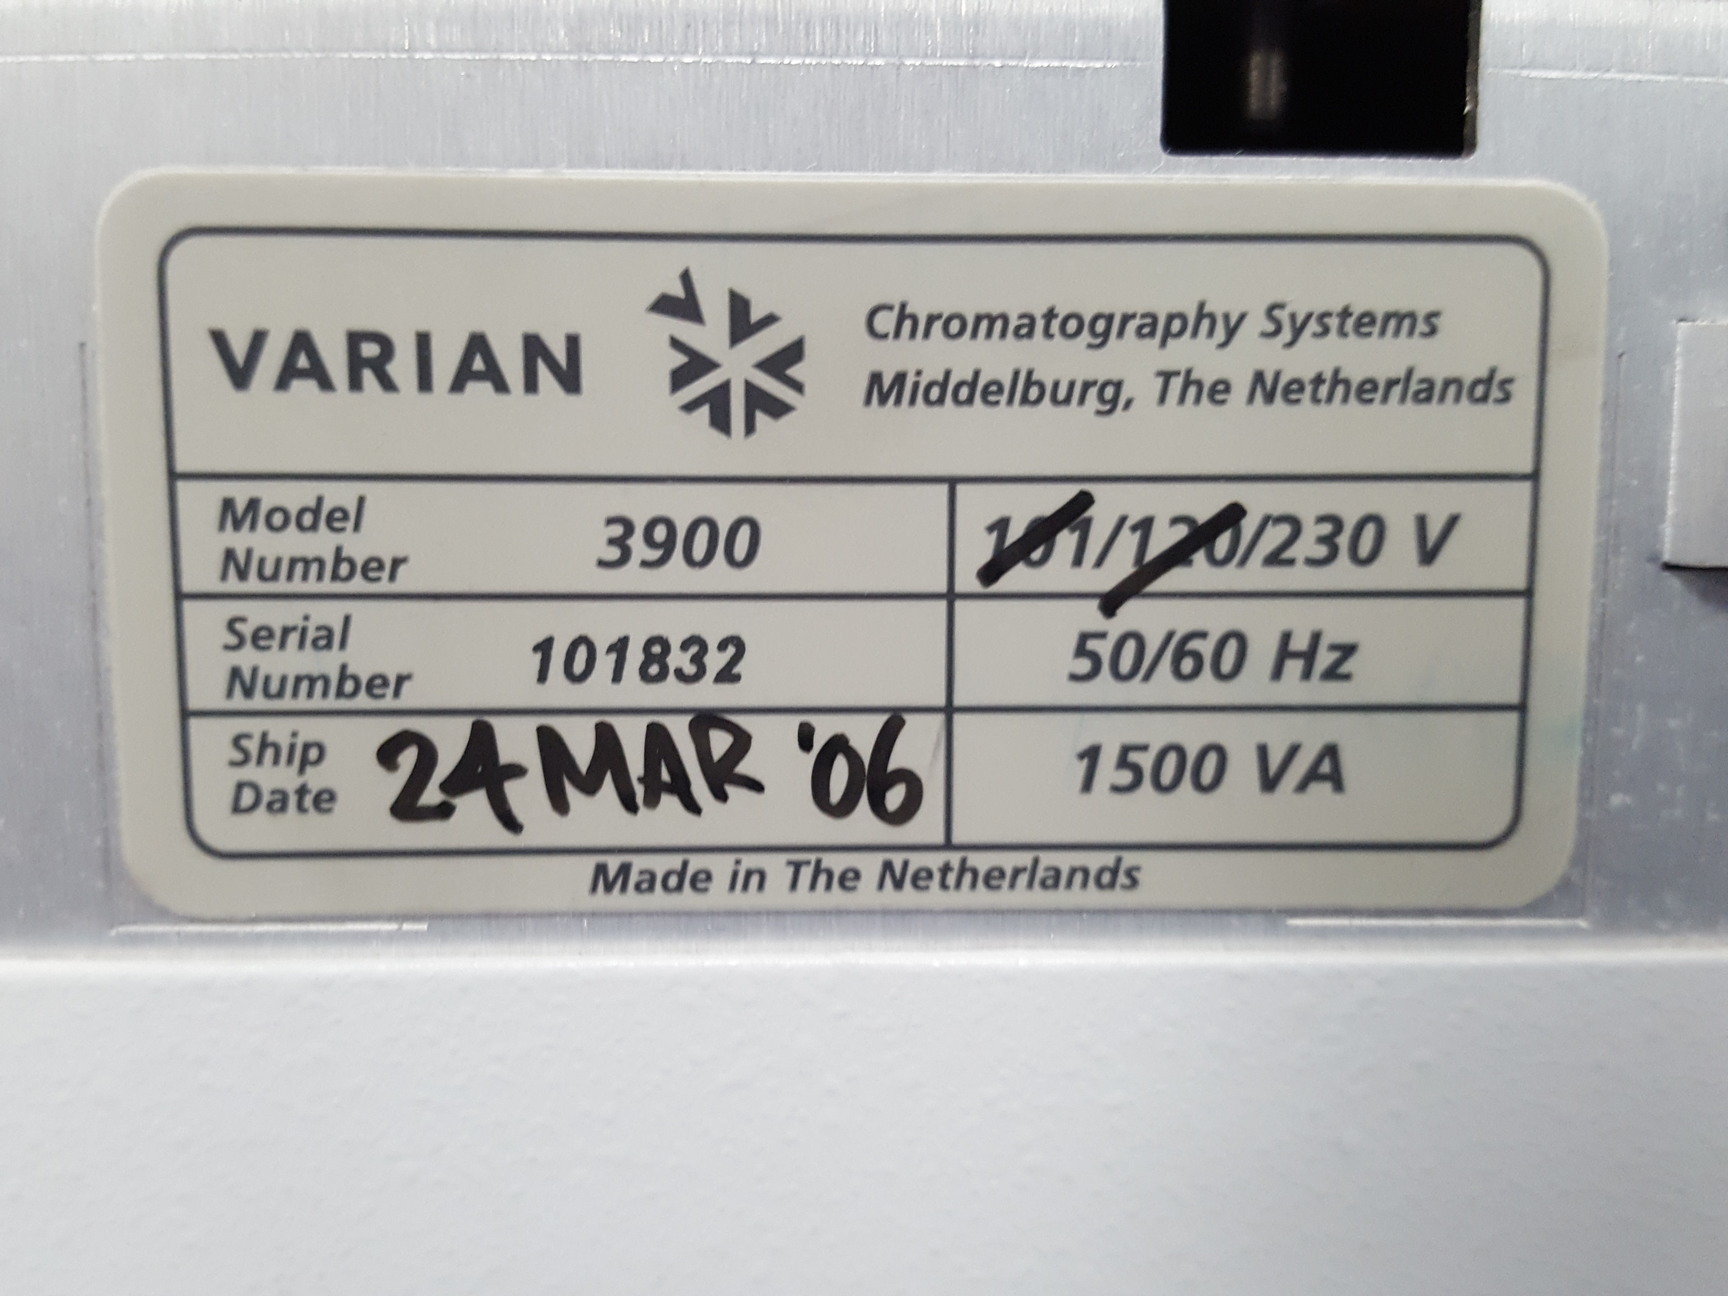 VARIAN
Chromatography Systems
Middelburg, The Netherlands
Model
Number
3900
101/120/230 V
Serial
Number
101832
50/60 Hz
Ship
Date
24 MAR '06
1500 VA
Made in The Netherlands